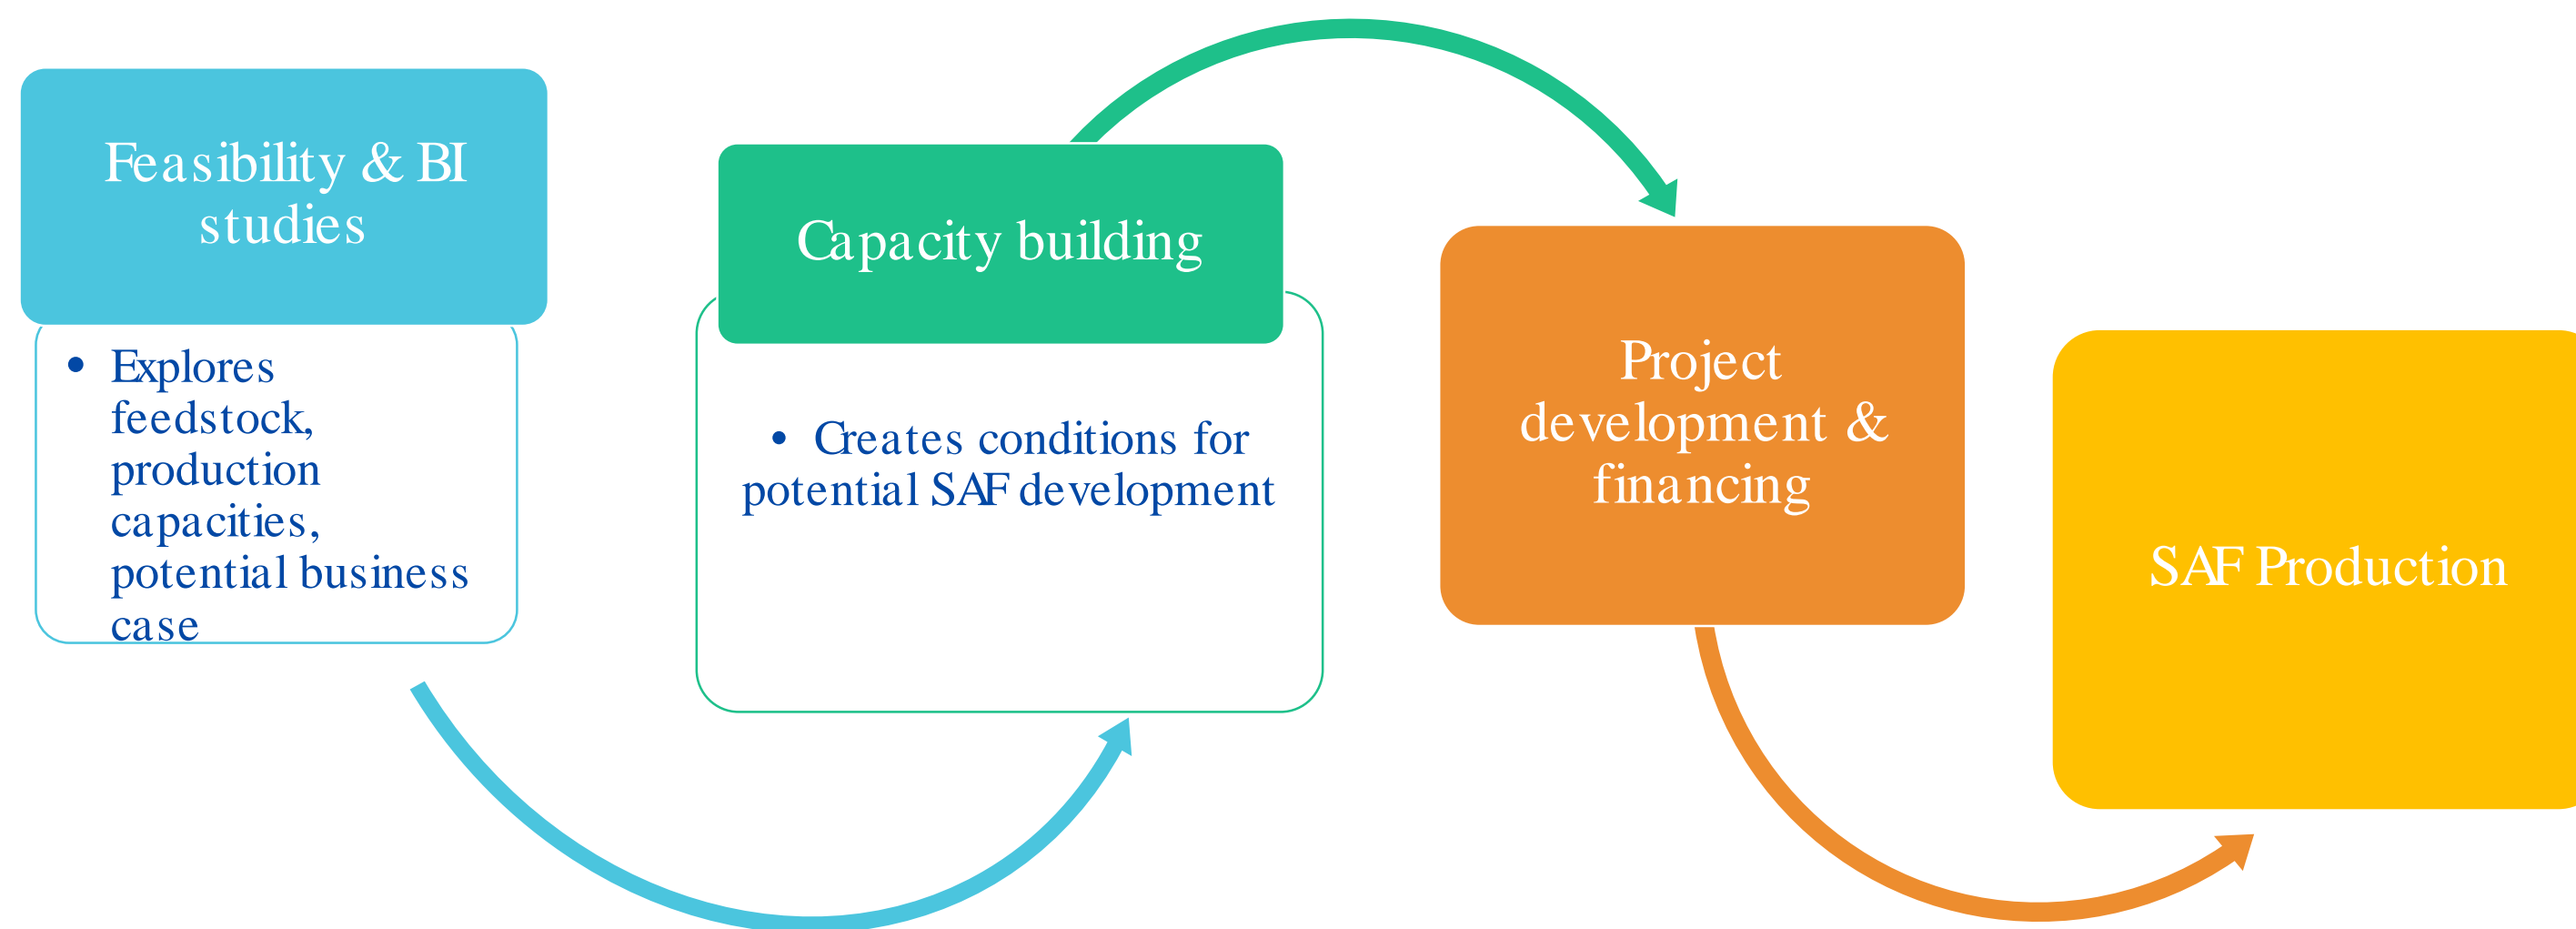 Feasibility & BI
studies
• Explores
feedstock,
production
capacities,
potential business
case
Capacity building
• Creates conditions for
potential SAF development
Project
development &
financing
SAF Production